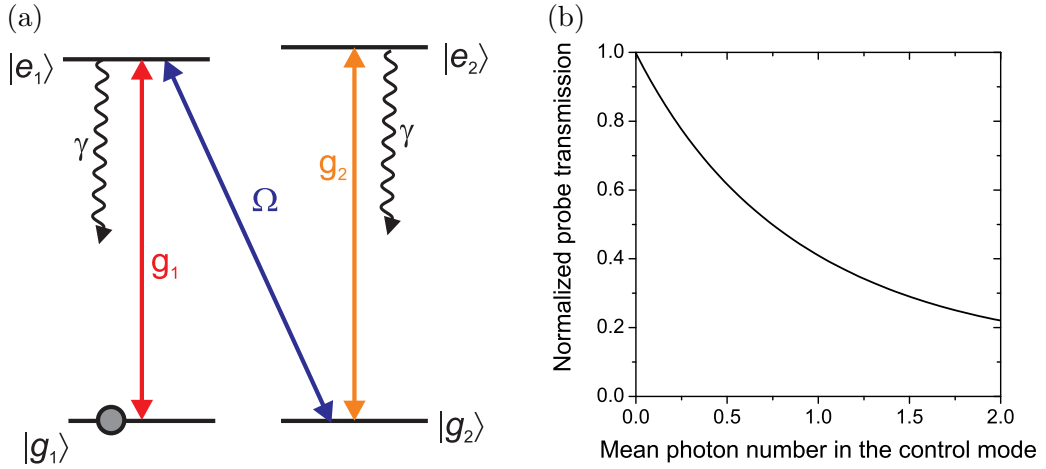 (a)
|e₁⟩
|e₂⟩
γ
γ
g₂
Ω
g₁
|g₁⟩
|g₂⟩
(b)
Normalized probe transmission
1.0
0.8
0.6
0.4
0.2
0.0
0.0 0.5 1.0 1.5 2.0
Mean photon number in the control mode